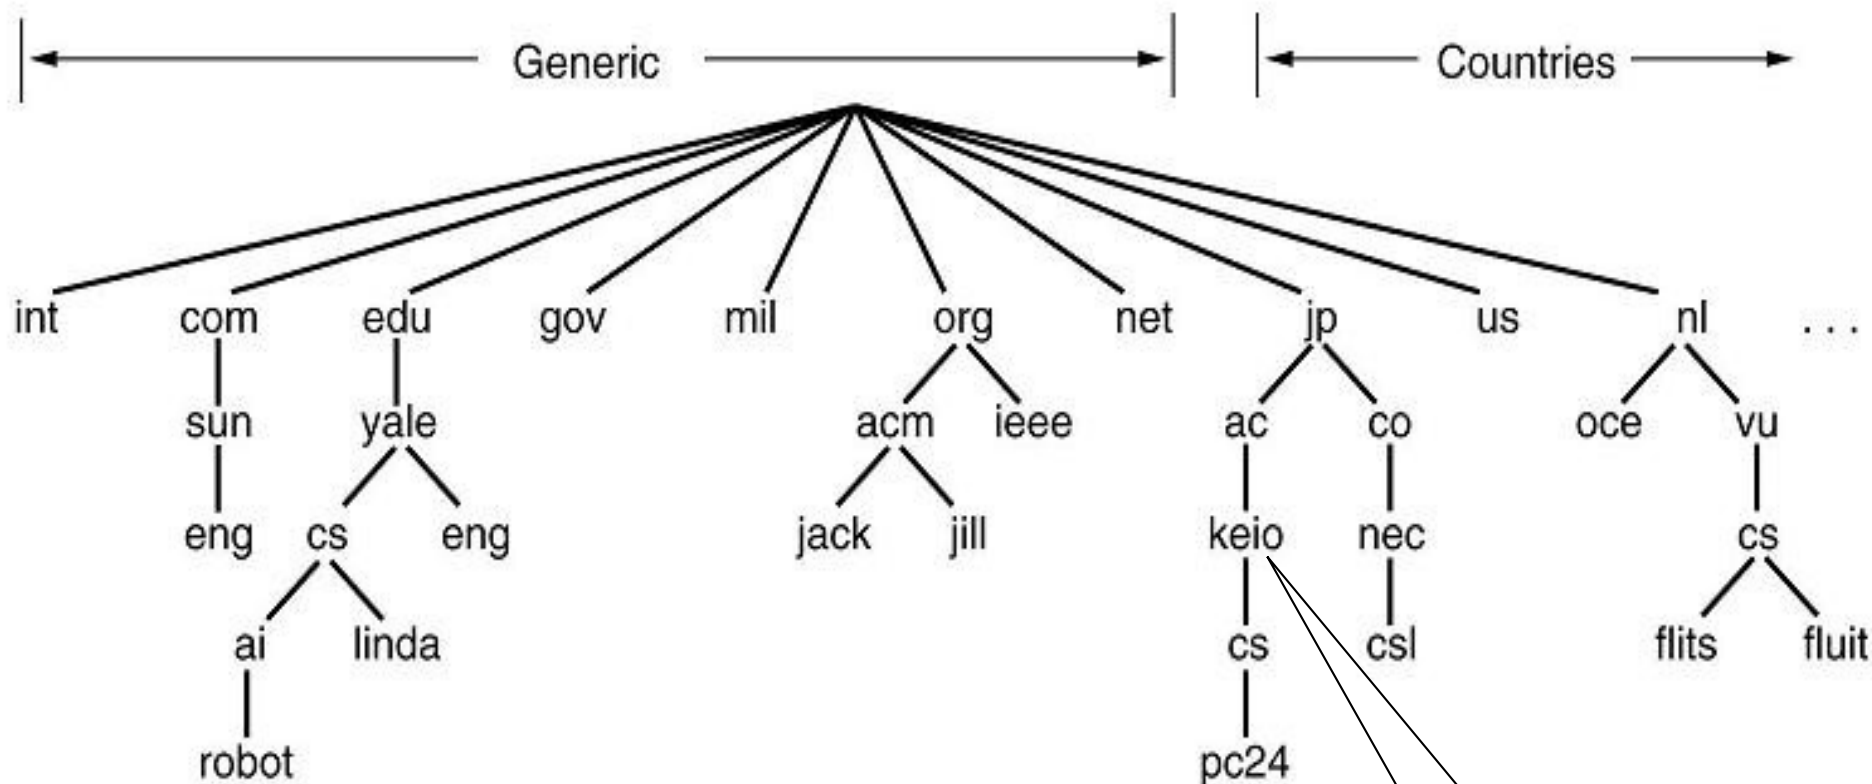 Generic Countries
int com edu gov mil org net jp us nl . . .
sun yale acm ieee ac co oce vu
eng cs eng jack jill keio nec cs
ai linda cs csl flits fluit
robot pc24